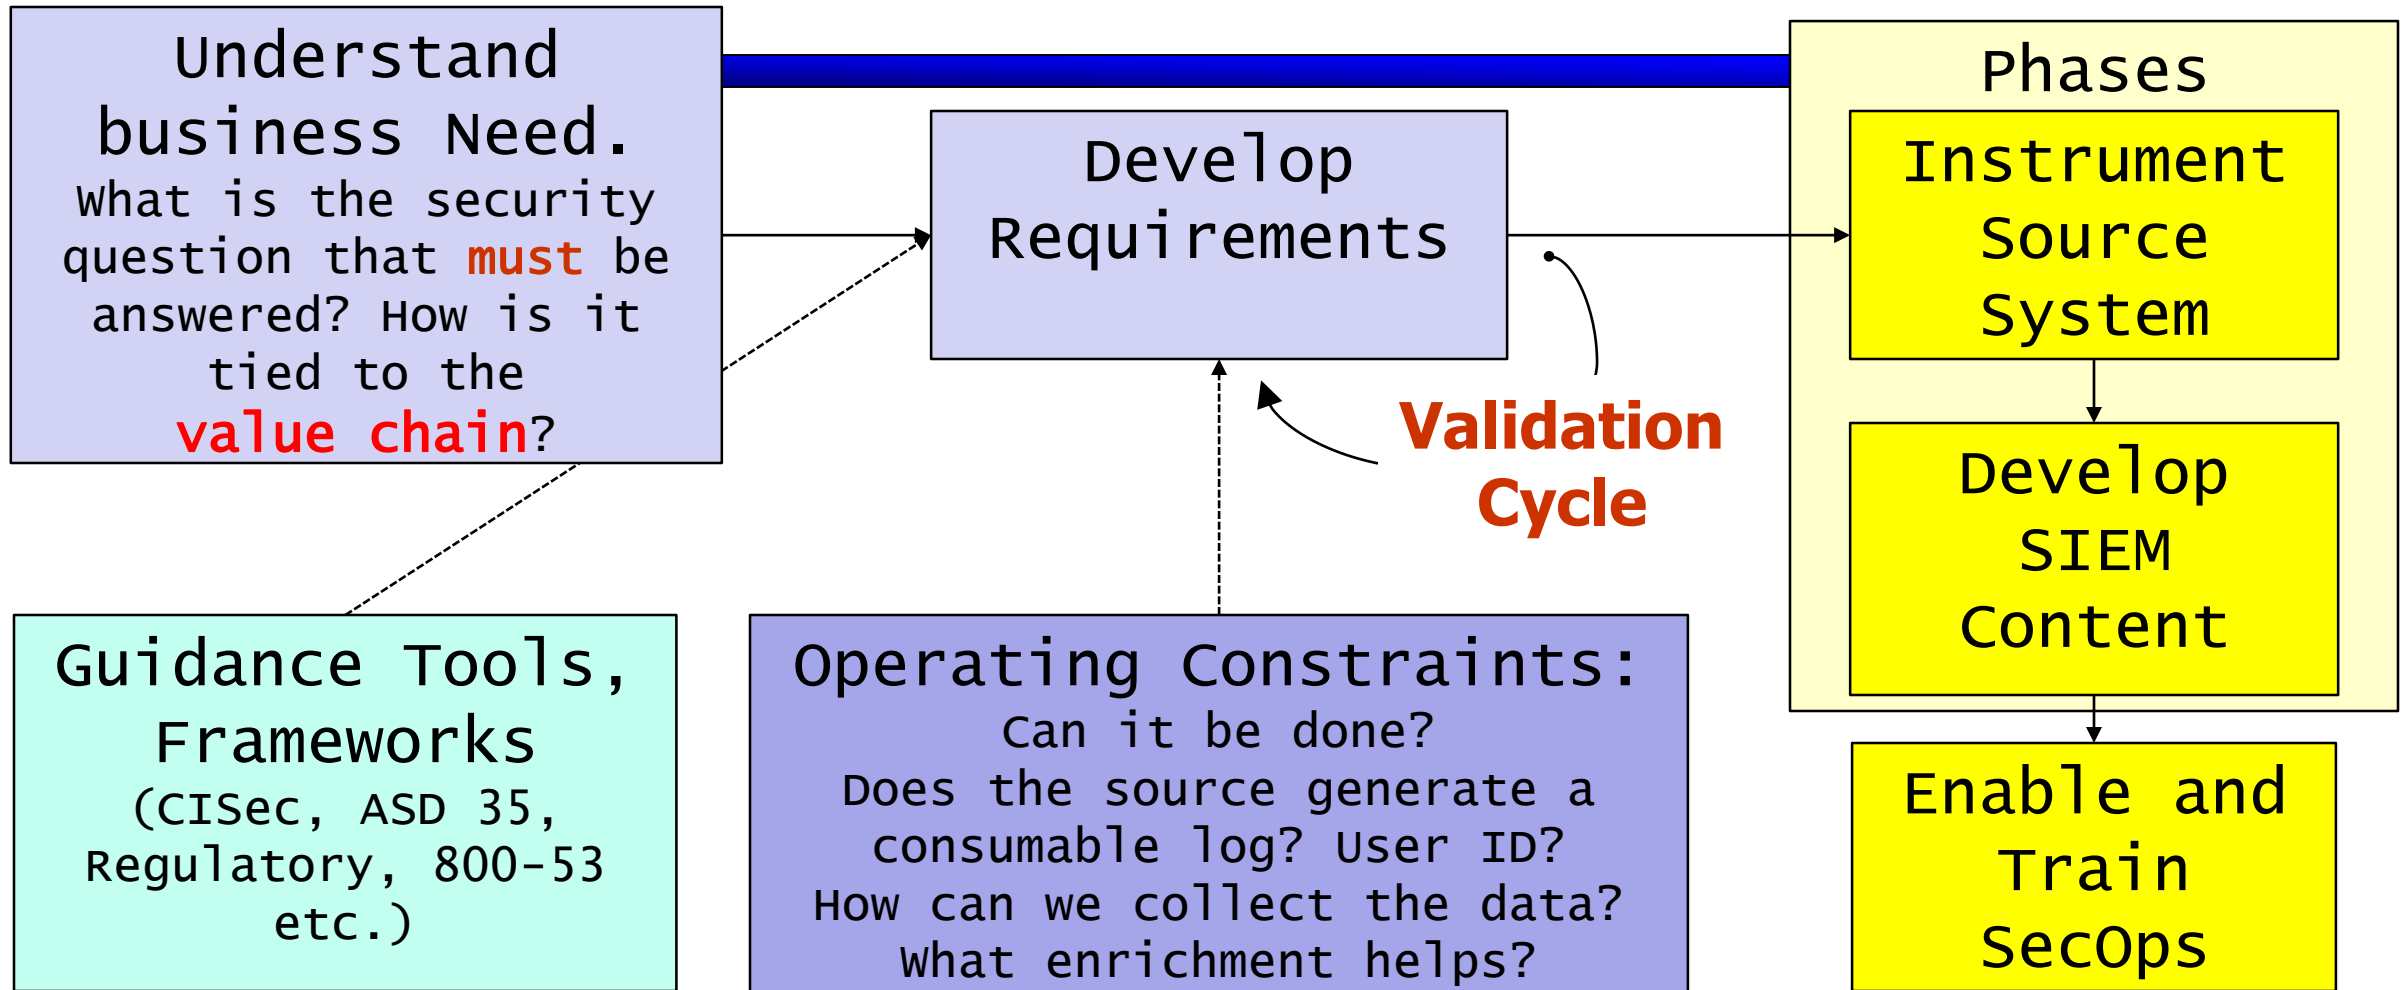 Understand
business Need.
What is the security
question that must be
answered? How is it
tied to the
value chain?
Develop
Requirements
Validation
Cycle
Phases
Instrument
Source
System
Develop
SIEM
Content
Enable and
Train
SecOps
Guidance Tools,
Frameworks
(CISec, ASD 35,
Regulatory, 800-53
etc.)
Operating Constraints:
Can it be done?
Does the source generate a
consumable log? User ID?
How can we collect the data?
What enrichment helps?